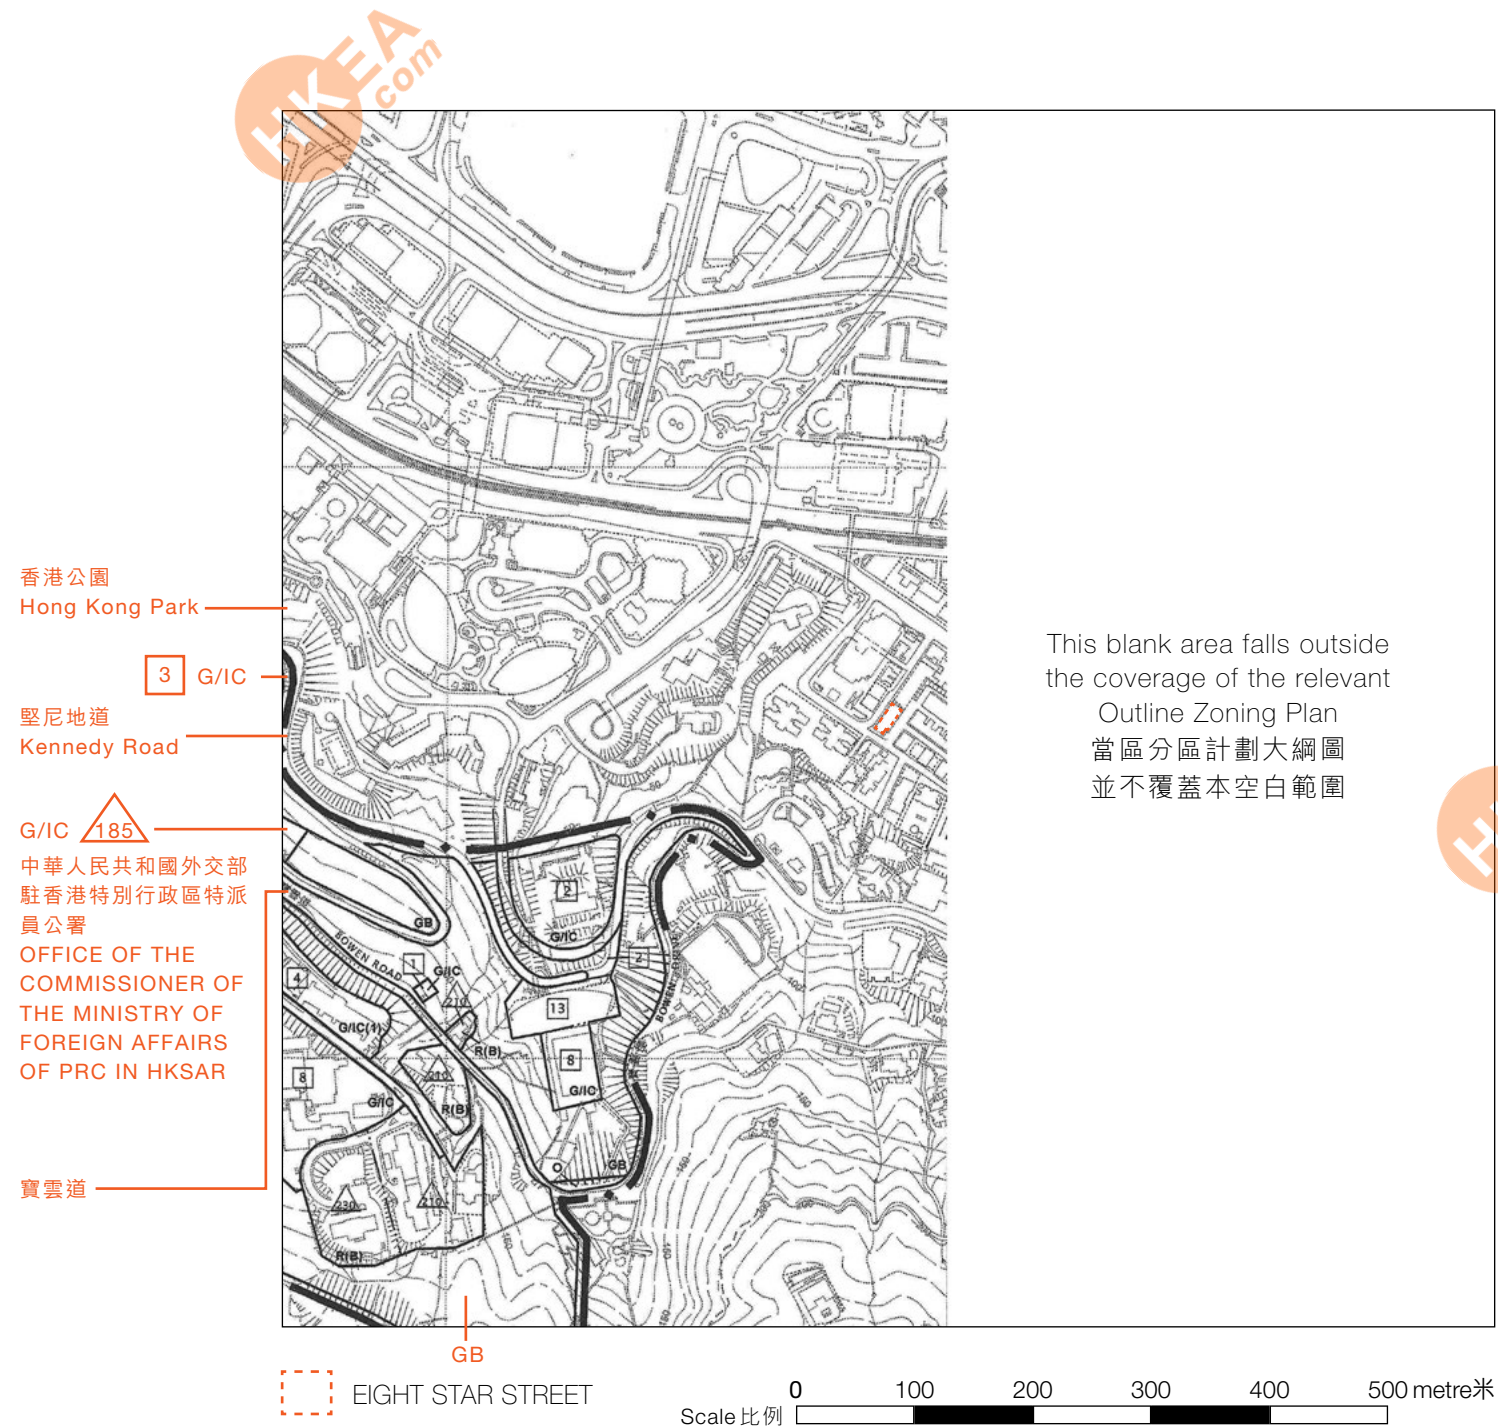 HKEA
com
香港公園
Hong Kong Park
3 G/IC
堅尼地道
Kennedy Road
G/IC 185
中華人民共和國外交部
駐香港特別行政區特派
員公署
OFFICE OF THE
COMMISSIONER OF
THE MINISTRY OF
FOREIGN AFFAIRS
OF PRC IN HKSAR
寶雲道
This blank area falls outside
the coverage of the relevant
Outline Zoning Plan
當區分區計劃大綱圖
並不覆蓋本空白範圍
2
G/IC
GB
BOWEN ROAD
1
G/IC
210
2
BOWEN
4
G/IC(1)
13
R(B)
8
G/IC
8
210
G/IC
R(B)
O
GB
230
210
R(B)
GB
EIGHT STAR STREET
0 100 200 300 400 500 metre米
Scale 比例